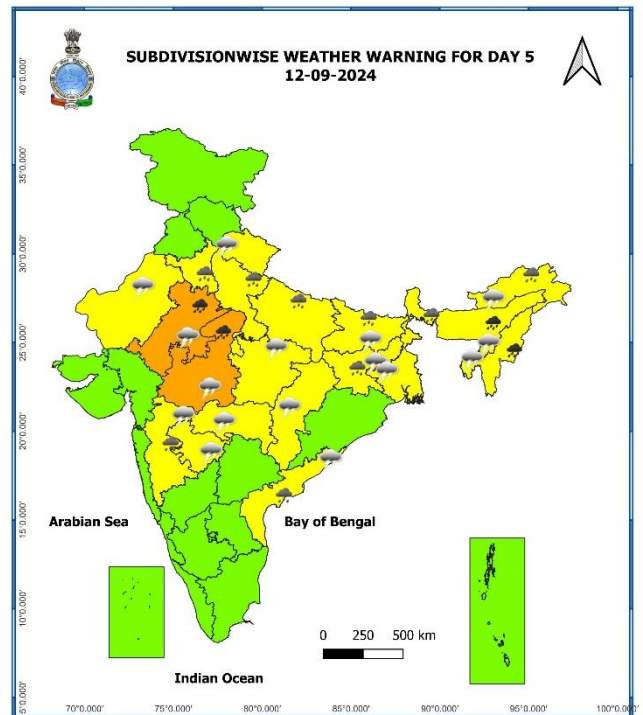 SUBDIVISIONWISE WEATHER WARNING FOR DAY 5
12-09-2024
40°0.000'
35°0.000'
30°0.000'
25°0.000'
20°0.000'
15°0.000'
10°0.000'
5°0.000'
Arabian Sea
Bay of Bengal
0 250 500 km
Indian Ocean
70°0.000' 75°0.000' 80°0.000' 85°0.000' 90°0.000' 95°0.000' 100°0.000'